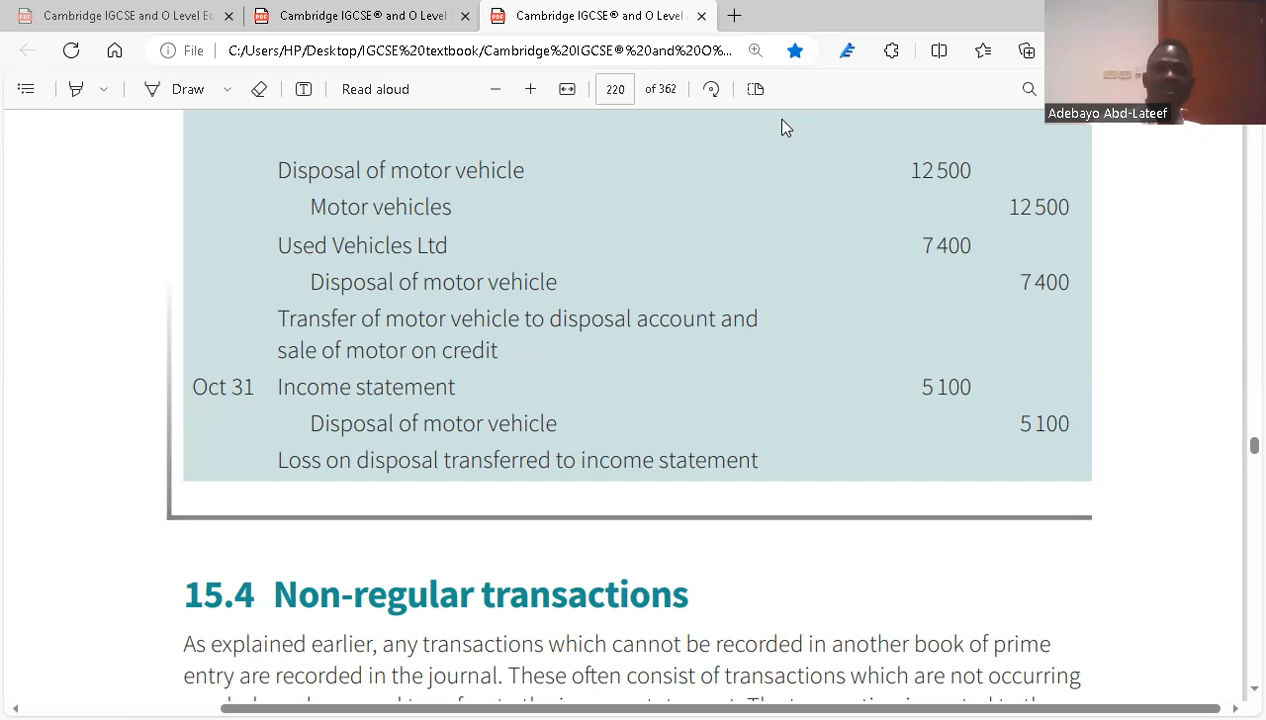 Cambridge IGCSE and O Level Ec
Cambridge IGCSE® and O Level
Cambridge IGCSE® and O Level
File C:/Users/HP/Desktop/IGCSE%20textbook/Cambridge%20IGCSE®%20and%20O%...
Draw Read aloud 220 of 362
Adebayo Abd-Lateef
Disposal of motor vehicle 12 500
Motor vehicles 12 500
Used Vehicles Ltd 7 400
Disposal of motor vehicle 7 400
Transfer of motor vehicle to disposal account and
sale of motor on credit
Oct 31 Income statement 5 100
Disposal of motor vehicle 5 100
Loss on disposal transferred to income statement
15.4 Non-regular transactions
As explained earlier, any transactions which cannot be recorded in another book of prime
entry are recorded in the journal. These often consist of transactions which are not occurring